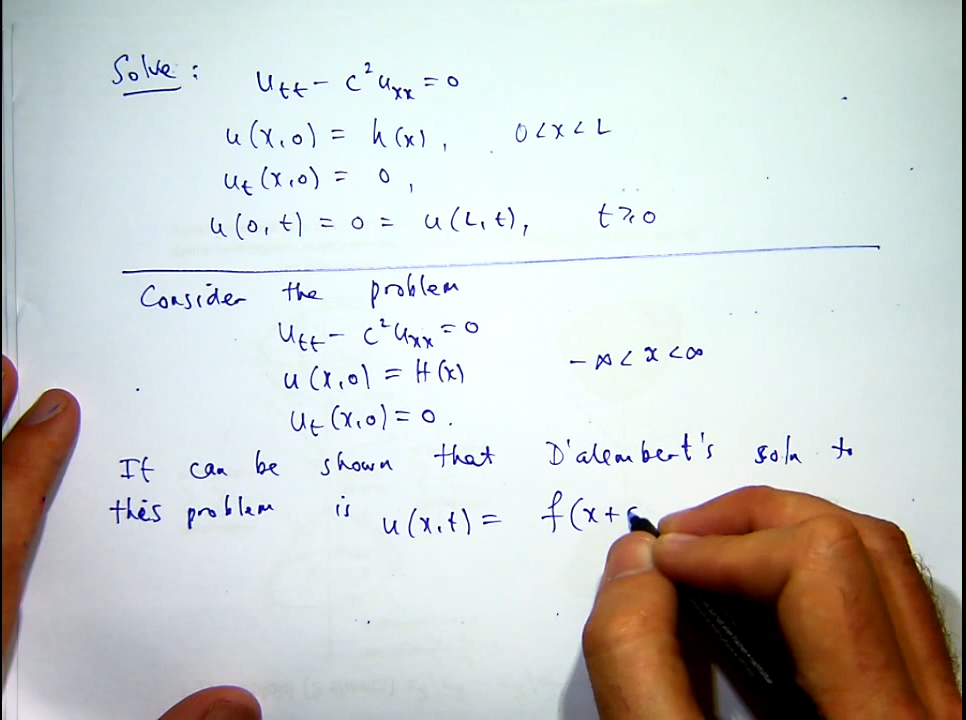 Solve : u_tt - c²u_xx = 0
u(x,0) = h(x), 0<x<L
u_t(x,0) = 0,
u(0,t) = 0 = u(L,t), t≥0
Consider the problem
u_tt - c²u_xx = 0
u(x,0) = H(x) -∞<x<∞
u_t(x,0) = 0.
It can be shown that D'alembert's soln to
this problem is u(x,t) = f(x+